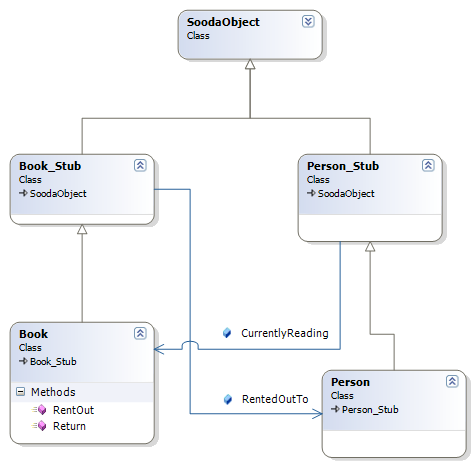 SoodaObject
Class
Book_Stub
Class
SoodaObject
Person_Stub
Class
SoodaObject
CurrentlyReading
Book
Class
Book_Stub
Methods
RentOut
Return
RentedOutTo
Person
Class
Person_Stub